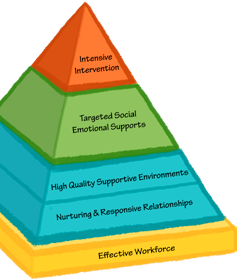 Intensive
Intervention
Targeted Social
Emotional Supports
High Quality Supportive Environments
Nurturing & Responsive Relationships
Effective Workforce